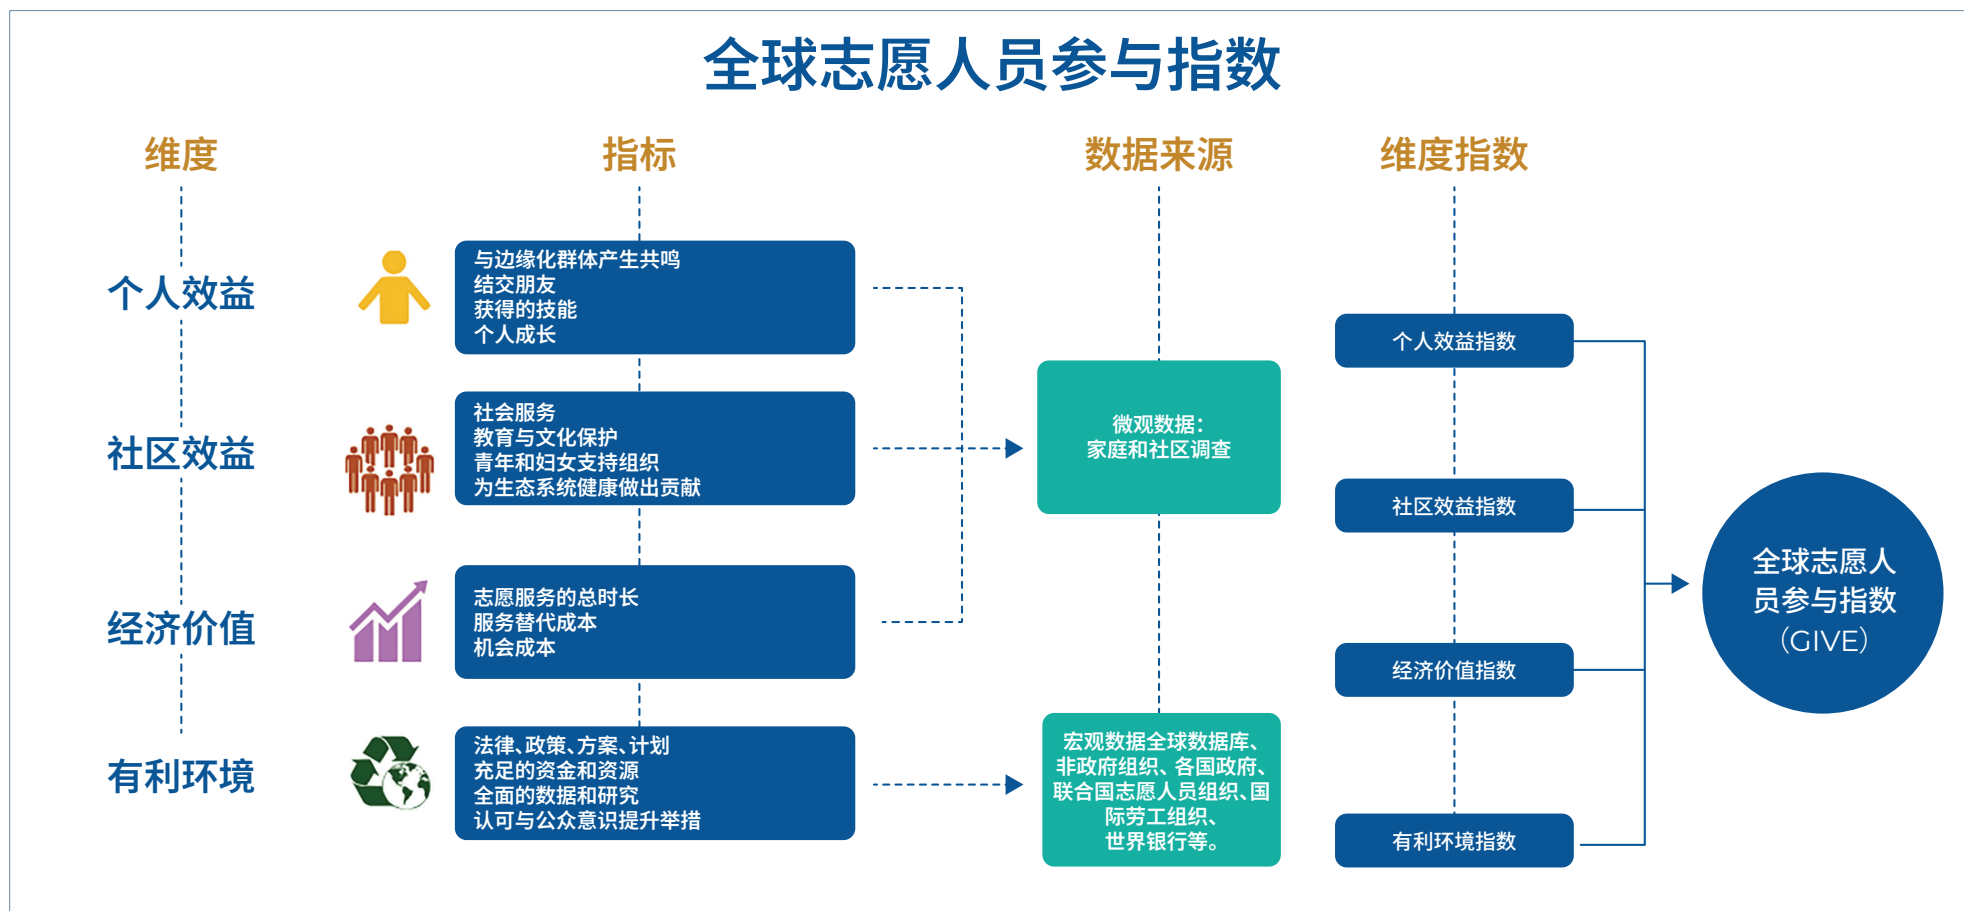 全球志愿人员参与指数
维度
指标
数据来源
维度指数
个人效益
与边缘化群体产生共鸣
结交朋友
获得的技能
个人成长
社区效益
社会服务
教育与文化保护
青年和妇女支持组织
为生态系统健康做出贡献
经济价值
志愿服务的总时长
服务替代成本
机会成本
有利环境
法律、政策、方案、计划
充足的资金和资源
全面的数据和研究
认可与公众意识提升举措
微观数据：
家庭和社区调查
宏观数据全球数据库、
非政府组织、各国政府、
联合国志愿人员组织、国
际劳工组织、
世界银行等。
个人效益指数
社区效益指数
经济价值指数
有利环境指数
全球志愿人
员参与指数
（GIVE）